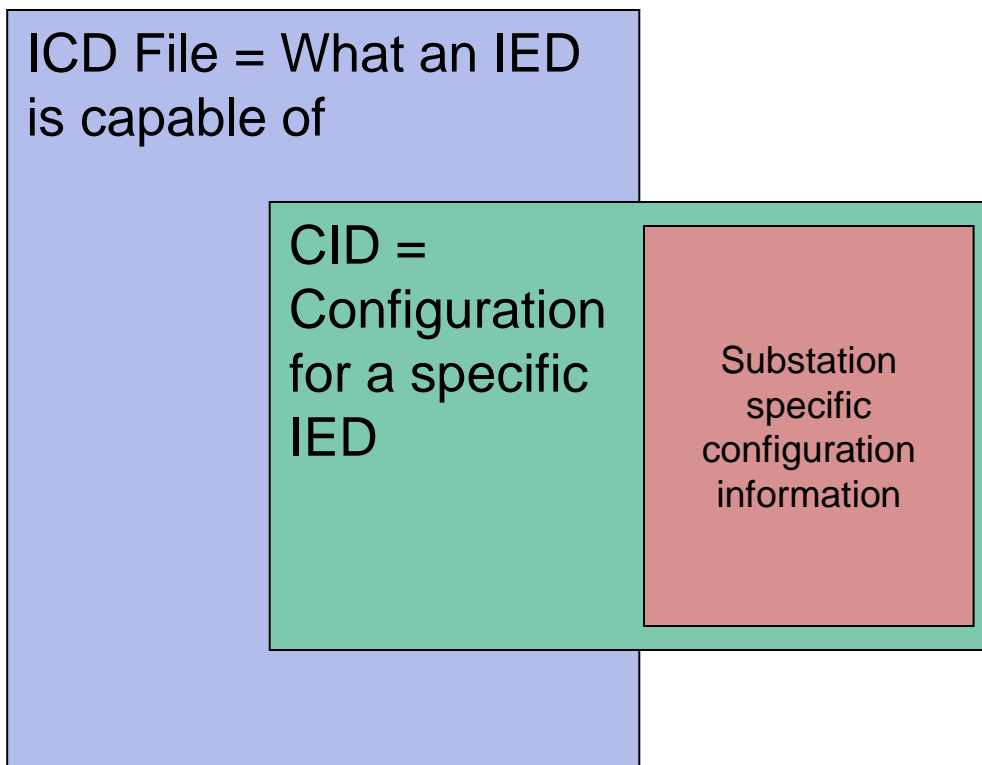 ICD File = What an IED
is capable of
CID =
Configuration
for a specific
IED
Substation
specific
configuration
information